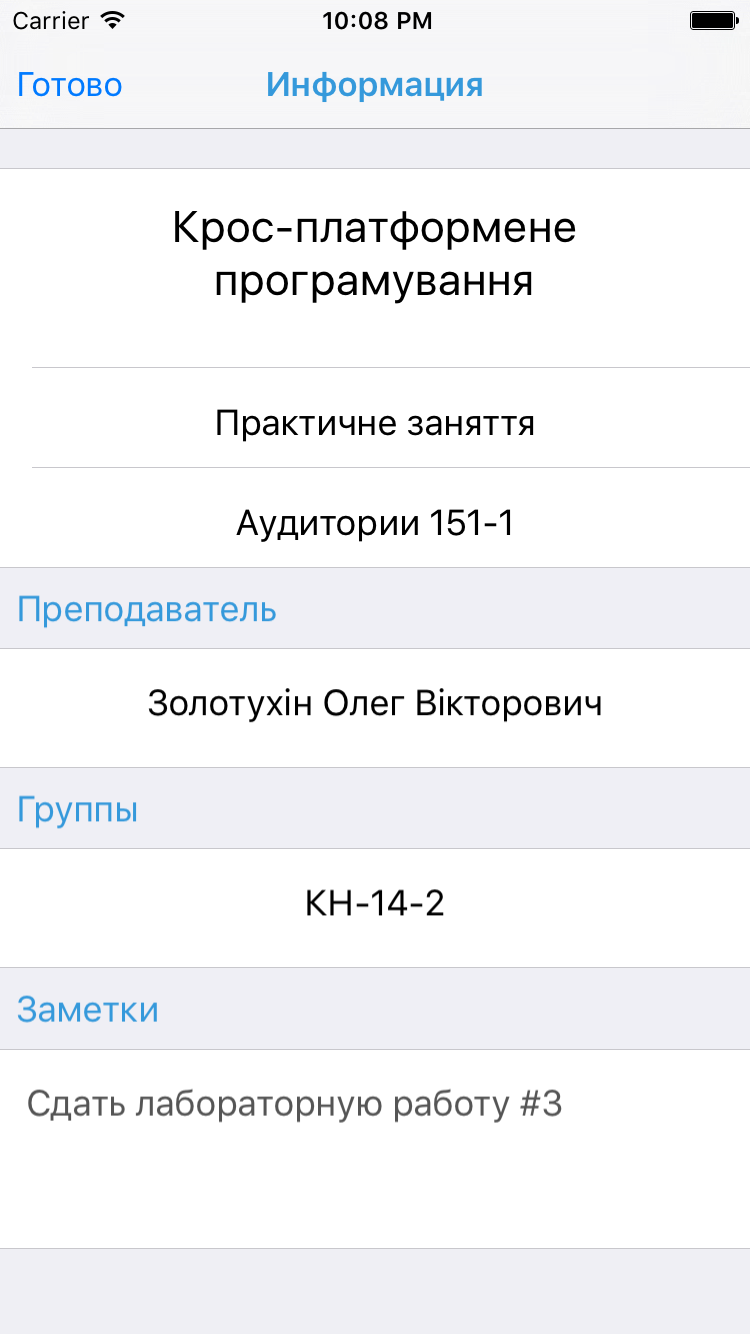 Carrier 10:08 PM
Готово Информация
Крос-платформене
програмування
Практичне заняття
Аудитории 151-1
Преподаватель
Золотухін Олег Вікторович
Группы
КН-14-2
Заметки
Сдать лабораторную работу #3